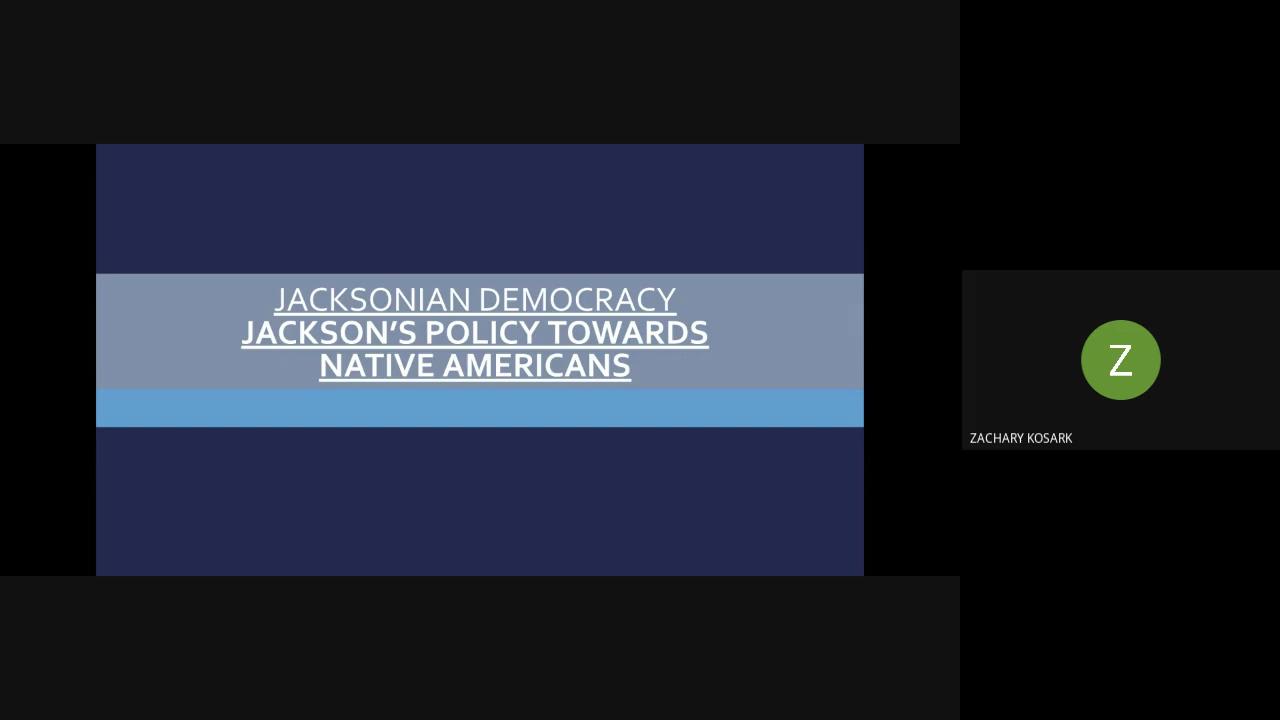 JACKSONIAN DEMOCRACY
JACKSON’S POLICY TOWARDS
NATIVE AMERICANS
Z
ZACHARY KOSARK